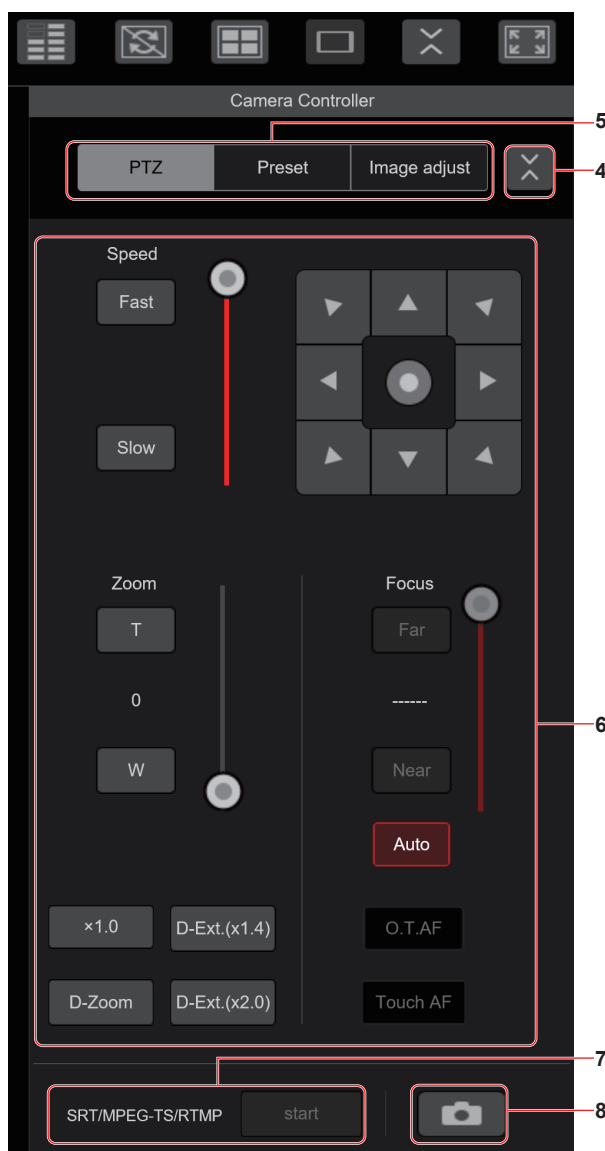 Camera Controller
5
PTZ Preset Image adjust
4
Speed
Fast
Slow
Zoom Focus
T Far
0 ------
6
W Near
Auto
×1.0 D-Ext.(x1.4) O.T.AF
D-Zoom D-Ext.(x2.0) Touch AF
7
SRT/MPEG-TS/RTMP start
8